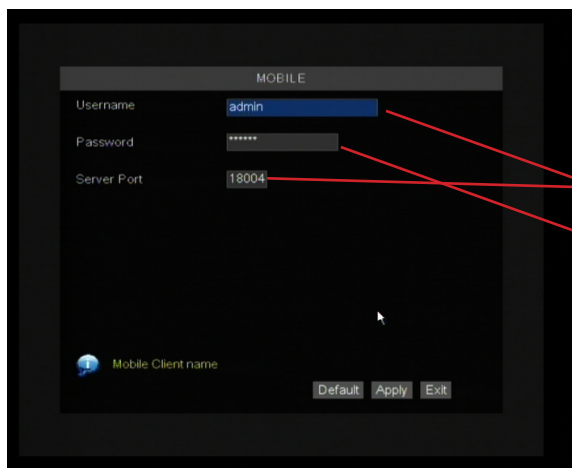 MOBILE
Username admin
Password ******
Server Port 18004
Mobile Client name
Default Apply Exit